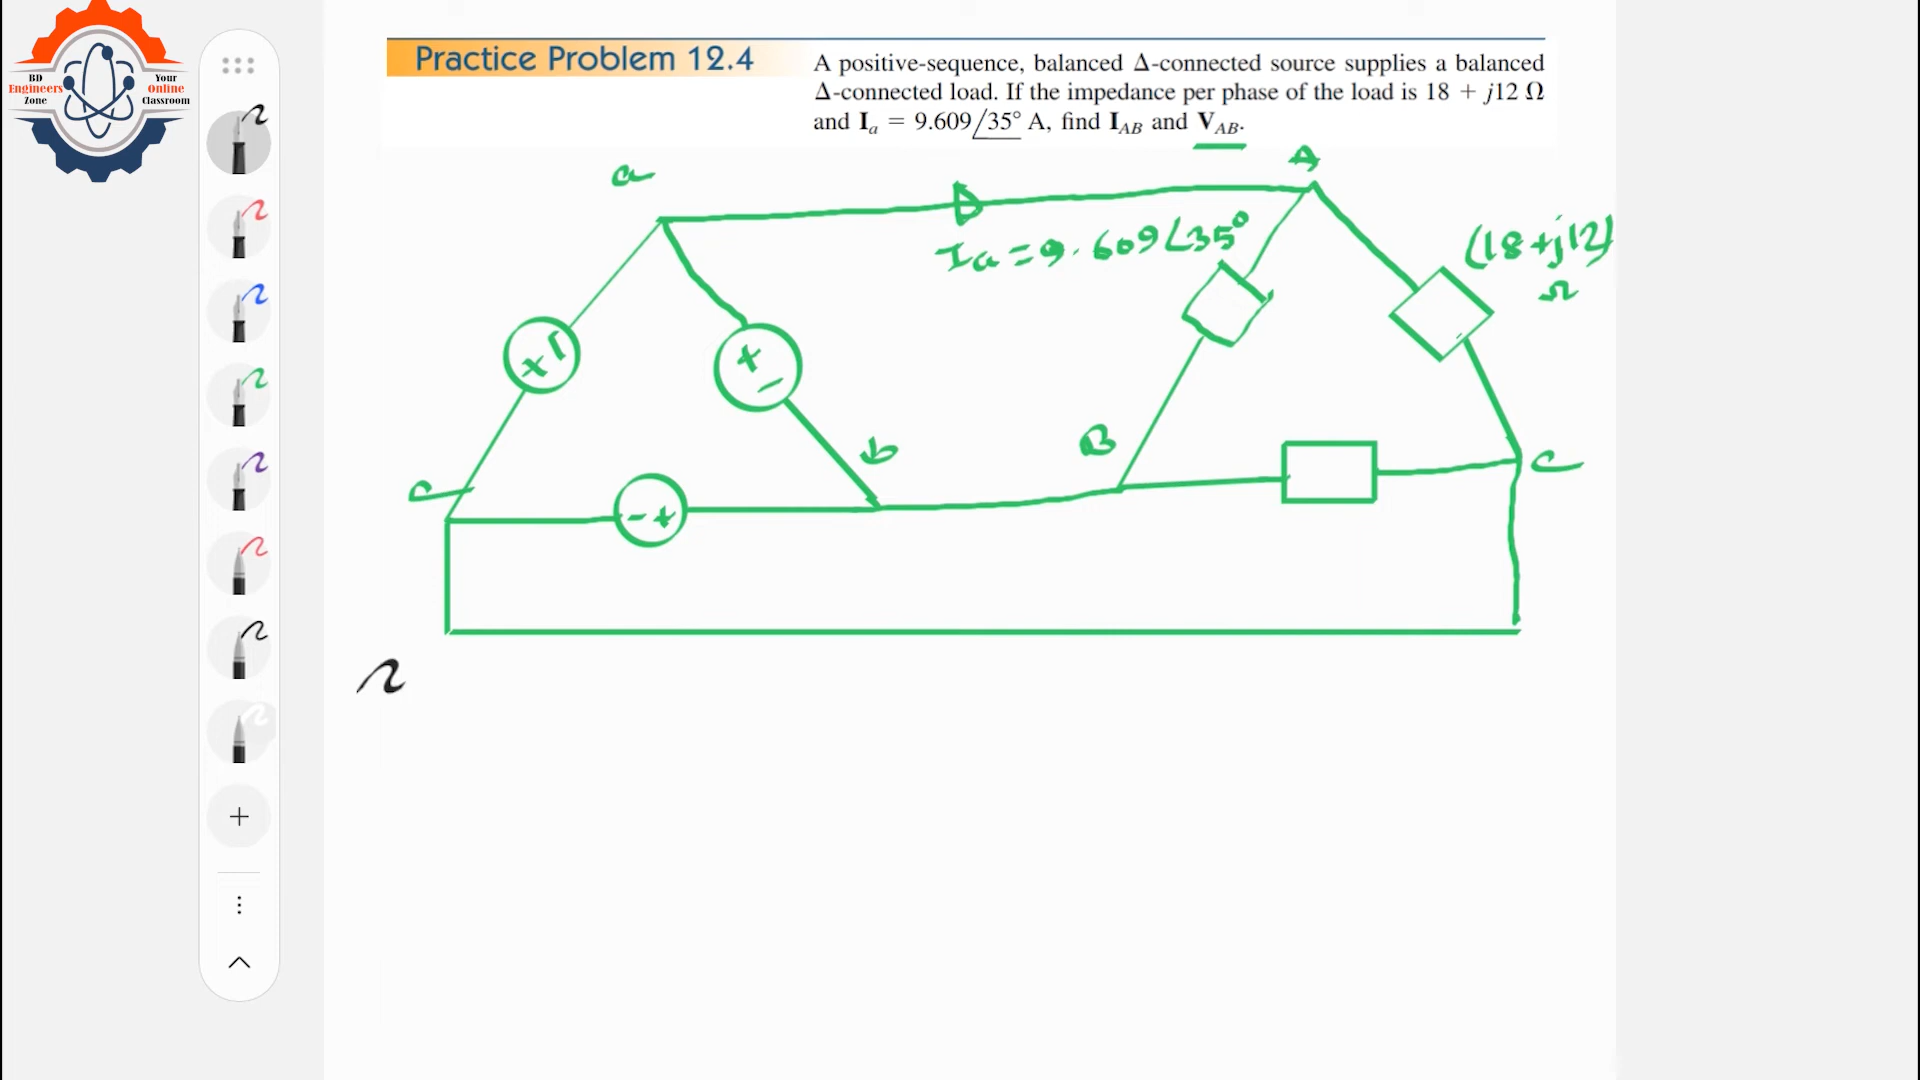 BD
Engineers
Zone
Your
Online
Classroom
Practice Problem 12.4
A positive-sequence, balanced Δ-connected source supplies a balanced
Δ-connected load. If the impedance per phase of the load is 18 + j12 Ω
and Iₐ = 9.609/35° A, find I_AB and V_AB.
a
A
Ia = 9.609∠35°
(18+j12)
Ω
+ -
+ -
b
B
c
C
- +